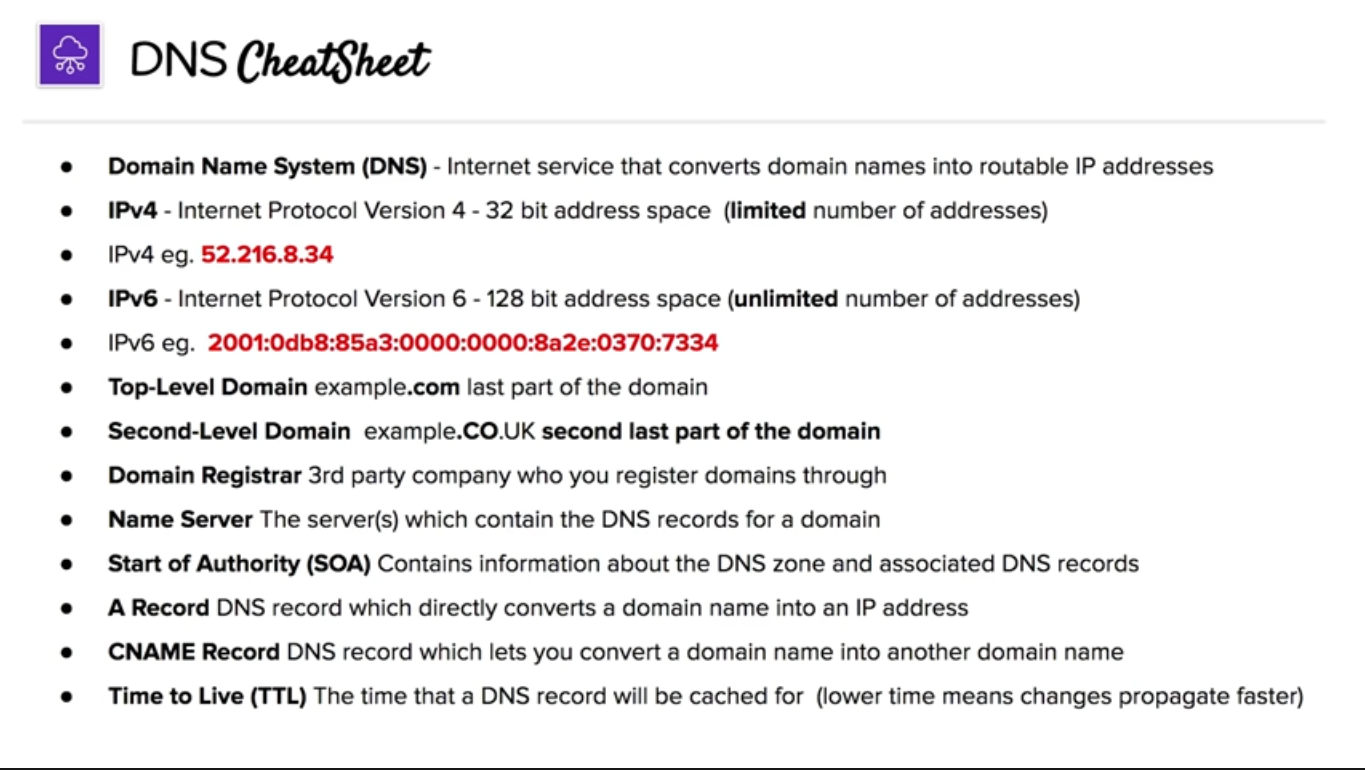 DNS CheatSheet
● Domain Name System (DNS) - Internet service that converts domain names into routable IP addresses
● IPv4 - Internet Protocol Version 4 - 32 bit address space (limited number of addresses)
● IPv4 eg. 52.216.8.34
● IPv6 - Internet Protocol Version 6 - 128 bit address space (unlimited number of addresses)
● IPv6 eg. 2001:0db8:85a3:0000:0000:8a2e:0370:7334
● Top-Level Domain example.com last part of the domain
● Second-Level Domain example.CO.UK second last part of the domain
● Domain Registrar 3rd party company who you register domains through
● Name Server The server(s) which contain the DNS records for a domain
● Start of Authority (SOA) Contains information about the DNS zone and associated DNS records
● A Record DNS record which directly converts a domain name into an IP address
● CNAME Record DNS record which lets you convert a domain name into another domain name
● Time to Live (TTL) The time that a DNS record will be cached for (lower time means changes propagate faster)